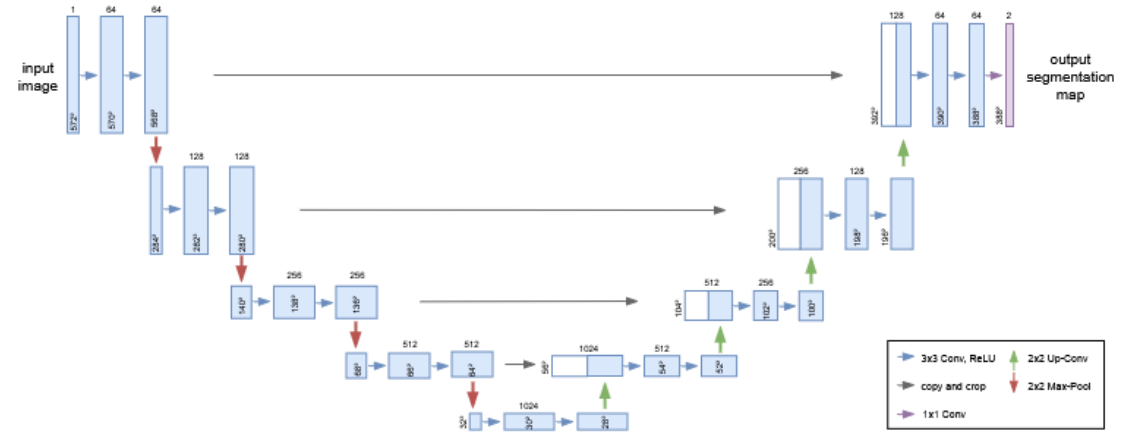 1 64 64
input
image
572² 570² 568²
128 64 64 2
392² 390² 388² 388²
output
segmentation
map
128 128
284² 282² 280²
256 128
200² 198² 196²
256 256
140² 138² 136²
512 256
104² 102² 100²
512 512
68² 66² 64²
1024 512
56² 54² 52²
1024
32² 30² 28²
3x3 Conv, ReLU
copy and crop
1x1 Conv
2x2 Up-Conv
2x2 Max-Pool